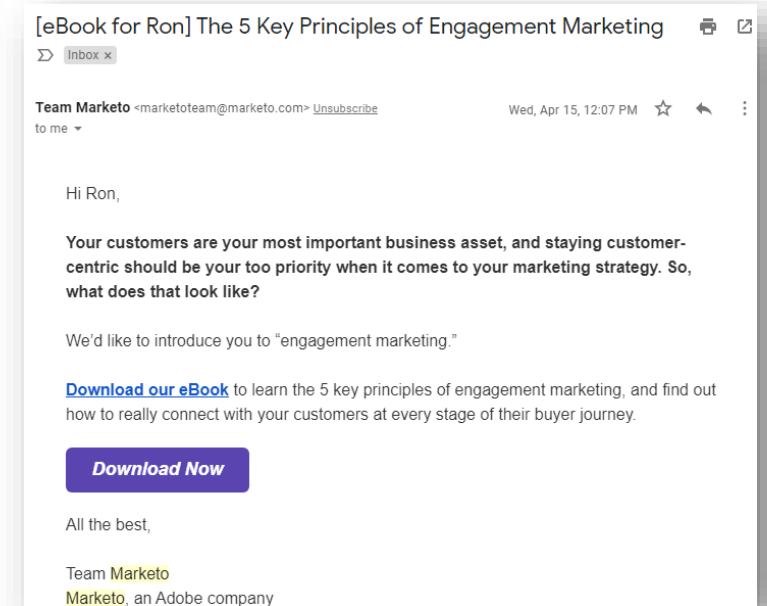 [eBook for Ron] The 5 Key Principles of Engagement Marketing
Inbox x
Team Marketo <marketoteam@marketo.com> Unsubscribe
Wed, Apr 15, 12:07 PM
to me
Hi Ron,
Your customers are your most important business asset, and staying customer-
centric should be your too priority when it comes to your marketing strategy. So,
what does that look like?
We’d like to introduce you to “engagement marketing.”
Download our eBook to learn the 5 key principles of engagement marketing, and find out
how to really connect with your customers at every stage of their buyer journey.
Download Now
All the best,
Team Marketo
Marketo, an Adobe company